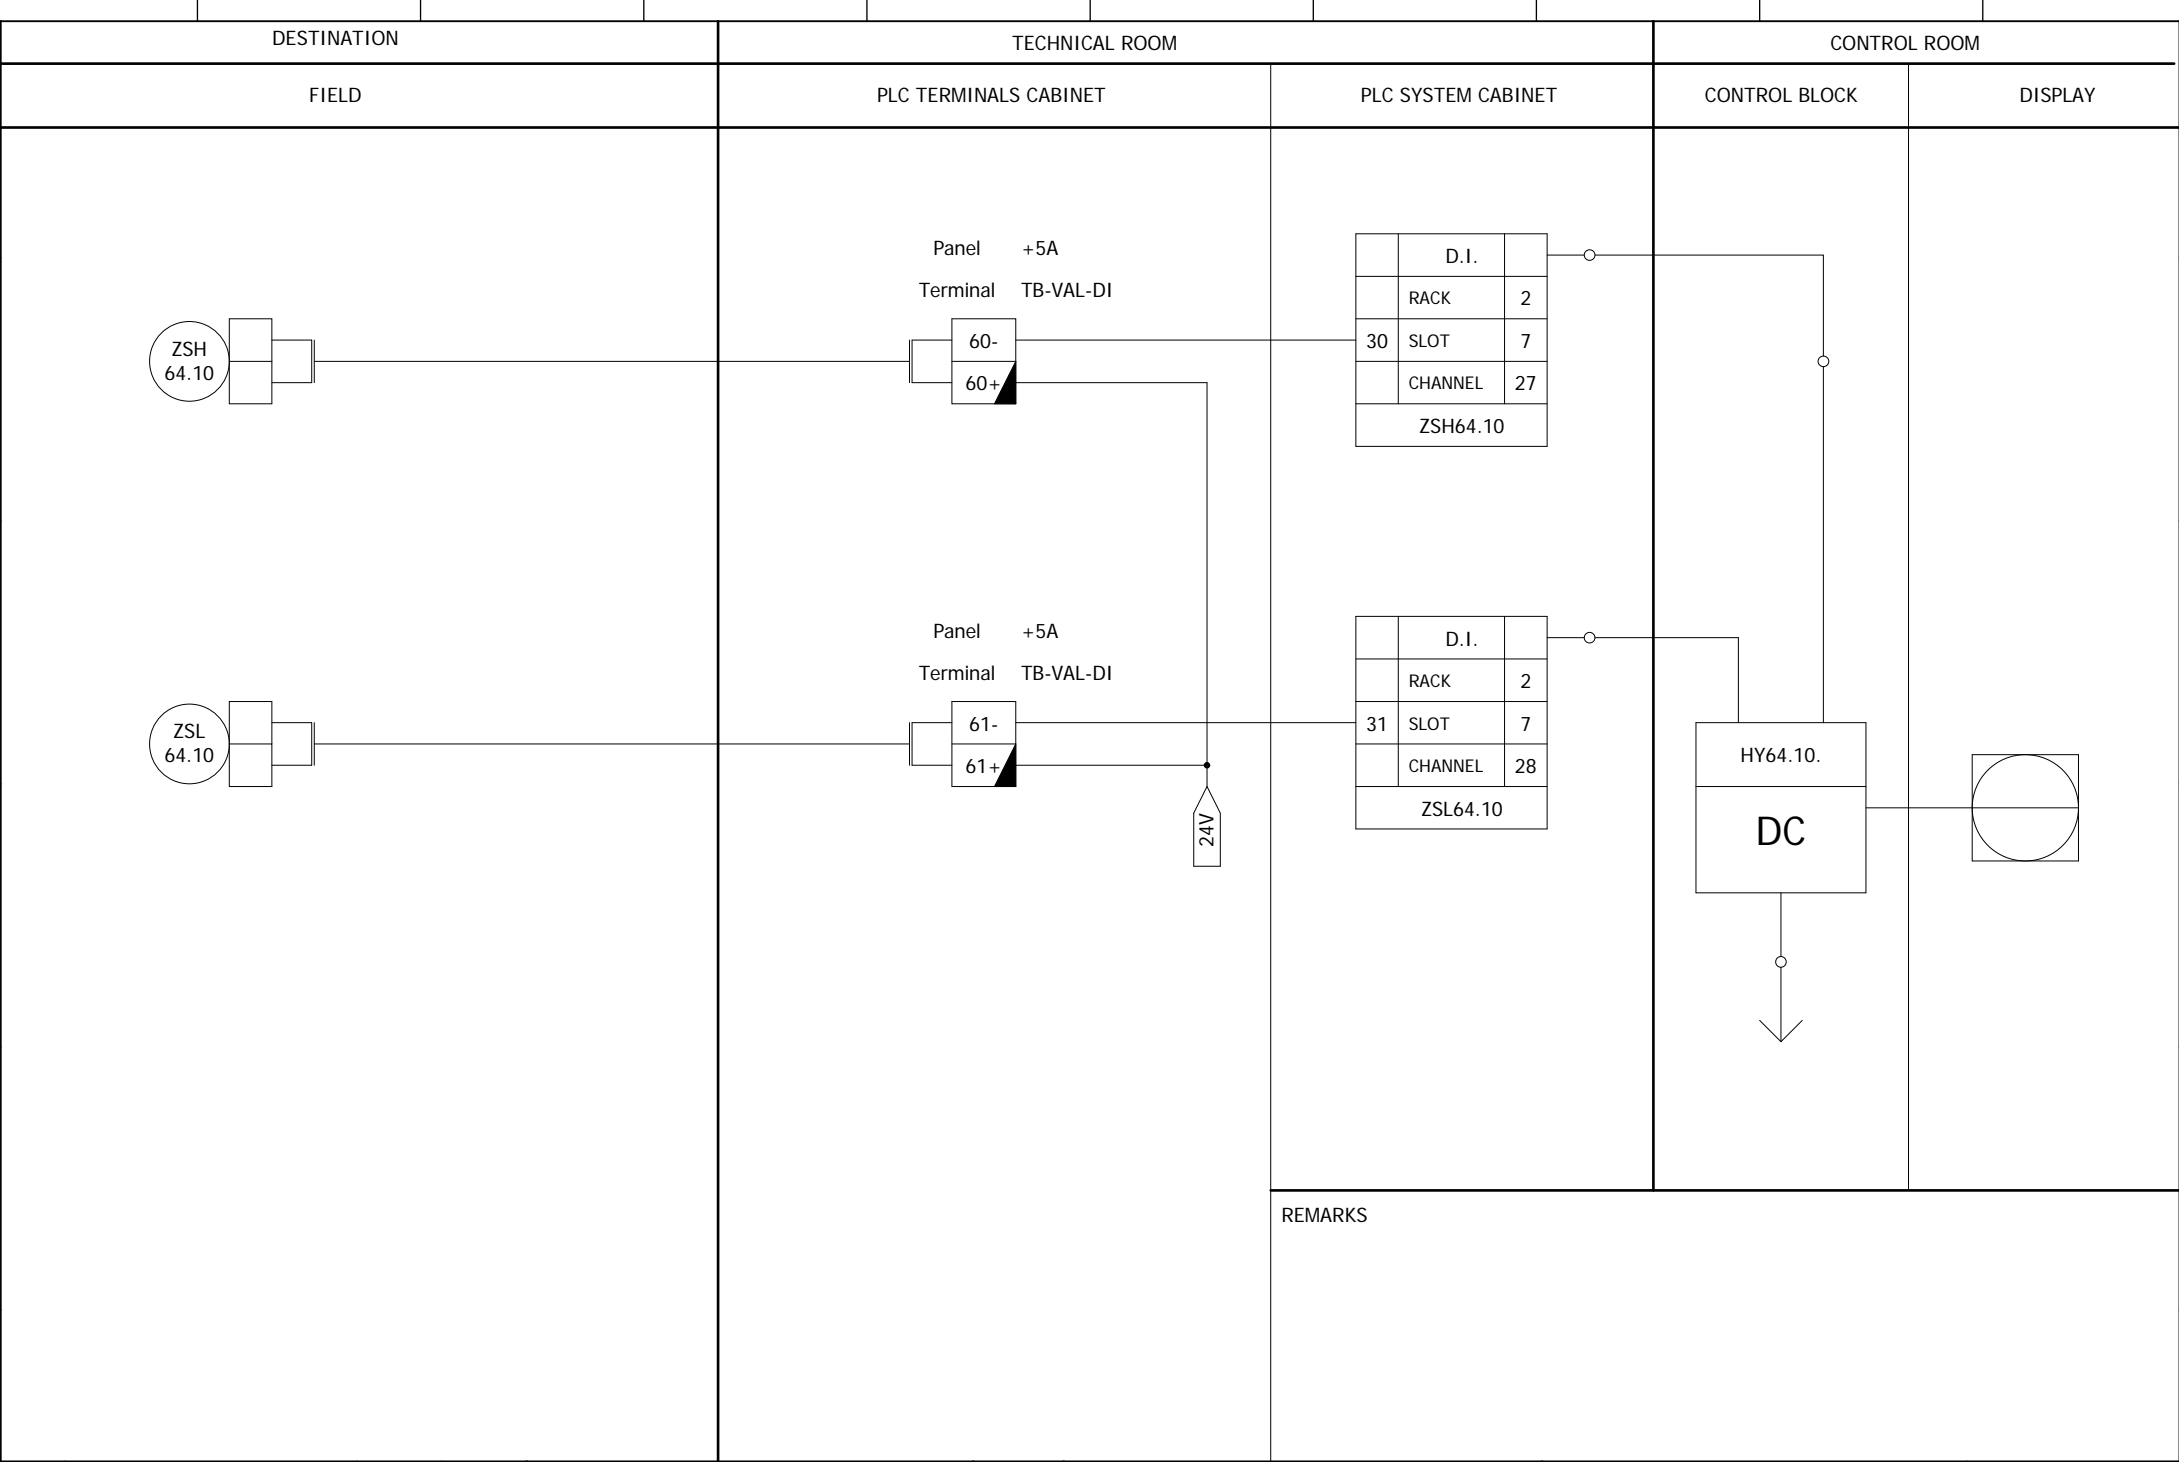 DESTINATION
TECHNICAL ROOM
CONTROL ROOM
FIELD
PLC TERMINALS CABINET
PLC SYSTEM CABINET
CONTROL BLOCK
DISPLAY
ZSH
64.10
Panel +5A
Terminal TB-VAL-DI
60-
60+
D.I.
RACK 2
30 SLOT 7
CHANNEL 27
ZSH64.10
ZSL
64.10
Panel +5A
Terminal TB-VAL-DI
61-
61+
24V
D.I.
RACK 2
31 SLOT 7
CHANNEL 28
ZSL64.10
HY64.10.
DC
REMARKS